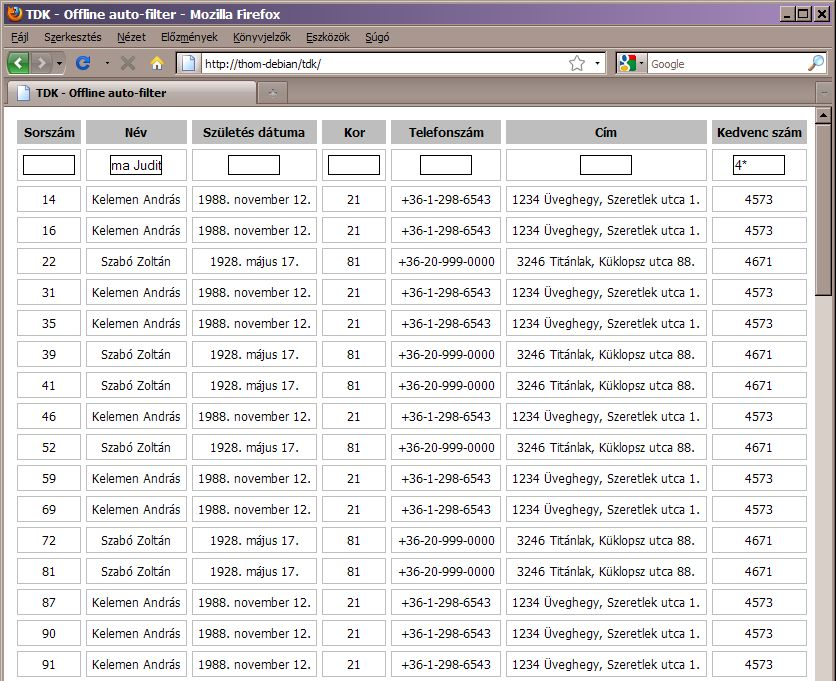 TDK - Offline auto-filter - Mozilla Firefox
Fájl Szerkesztés Nézet Előzmények Könyvjelzők Eszközök Súgó
http://thom-debian/tdk/ Google
TDK - Offline auto-filter
Sorszám Név Születés dátuma Kor Telefonszám Cím Kedvenc szám
ma Judit 4*
14 Kelemen András 1988. november 12. 21 +36-1-298-6543 1234 Üveghegy, Szeretlek utca 1. 4573
16 Kelemen András 1988. november 12. 21 +36-1-298-6543 1234 Üveghegy, Szeretlek utca 1. 4573
22 Szabó Zoltán 1928. május 17. 81 +36-20-999-0000 3246 Titánlak, Küklopsz utca 88. 4671
31 Kelemen András 1988. november 12. 21 +36-1-298-6543 1234 Üveghegy, Szeretlek utca 1. 4573
35 Kelemen András 1988. november 12. 21 +36-1-298-6543 1234 Üveghegy, Szeretlek utca 1. 4573
39 Szabó Zoltán 1928. május 17. 81 +36-20-999-0000 3246 Titánlak, Küklopsz utca 88. 4671
41 Szabó Zoltán 1928. május 17. 81 +36-20-999-0000 3246 Titánlak, Küklopsz utca 88. 4671
46 Kelemen András 1988. november 12. 21 +36-1-298-6543 1234 Üveghegy, Szeretlek utca 1. 4573
52 Szabó Zoltán 1928. május 17. 81 +36-20-999-0000 3246 Titánlak, Küklopsz utca 88. 4671
59 Kelemen András 1988. november 12. 21 +36-1-298-6543 1234 Üveghegy, Szeretlek utca 1. 4573
69 Kelemen András 1988. november 12. 21 +36-1-298-6543 1234 Üveghegy, Szeretlek utca 1. 4573
72 Szabó Zoltán 1928. május 17. 81 +36-20-999-0000 3246 Titánlak, Küklopsz utca 88. 4671
81 Szabó Zoltán 1928. május 17. 81 +36-20-999-0000 3246 Titánlak, Küklopsz utca 88. 4671
87 Kelemen András 1988. november 12. 21 +36-1-298-6543 1234 Üveghegy, Szeretlek utca 1. 4573
90 Kelemen András 1988. november 12. 21 +36-1-298-6543 1234 Üveghegy, Szeretlek utca 1. 4573
91 Kelemen András 1988. november 12. 21 +36-1-298-6543 1234 Üveghegy, Szeretlek utca 1. 4573